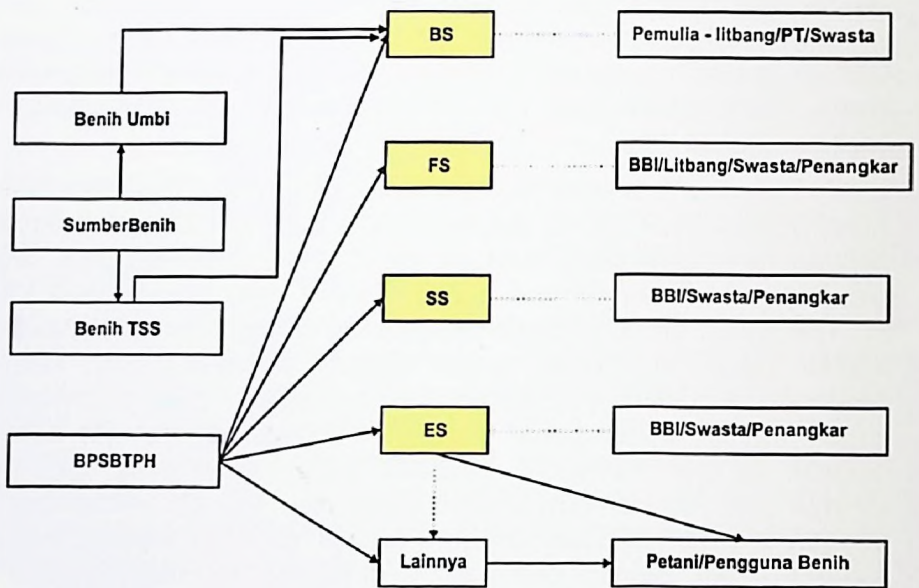 BS
Pemulia - litbang/PT/Swasta
Benih Umbi
FS
BBI/Litbang/Swasta/Penangkar
SumberBenih
SS
BBI/Swasta/Penangkar
Benih TSS
ES
BBI/Swasta/Penangkar
BPSBTPH
Lainnya
Petani/Pengguna Benih